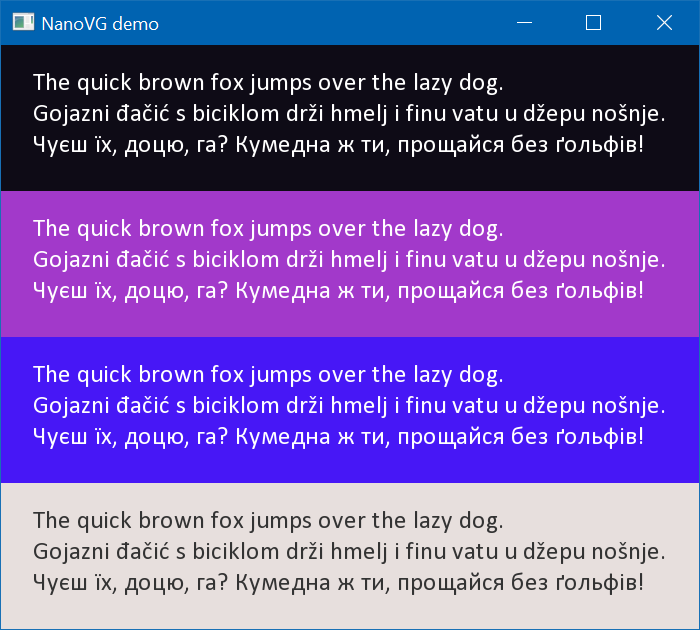 NanoVG demo
The quick brown fox jumps over the lazy dog.
Gojazni đačić s biciklom drži hmelj i finu vatu u džepu nošnje.
Чуєш їх, доцю, га? Кумедна ж ти, прощайся без ґольфів!
The quick brown fox jumps over the lazy dog.
Gojazni đačić s biciklom drži hmelj i finu vatu u džepu nošnje.
Чуєш їх, доцю, га? Кумедна ж ти, прощайся без ґольфів!
The quick brown fox jumps over the lazy dog.
Gojazni đačić s biciklom drži hmelj i finu vatu u džepu nošnje.
Чуєш їх, доцю, га? Кумедна ж ти, прощайся без ґольфів!
The quick brown fox jumps over the lazy dog.
Gojazni đačić s biciklom drži hmelj i finu vatu u džepu nošnje.
Чуєш їх, доцю, га? Кумедна ж ти, прощайся без ґольфів!